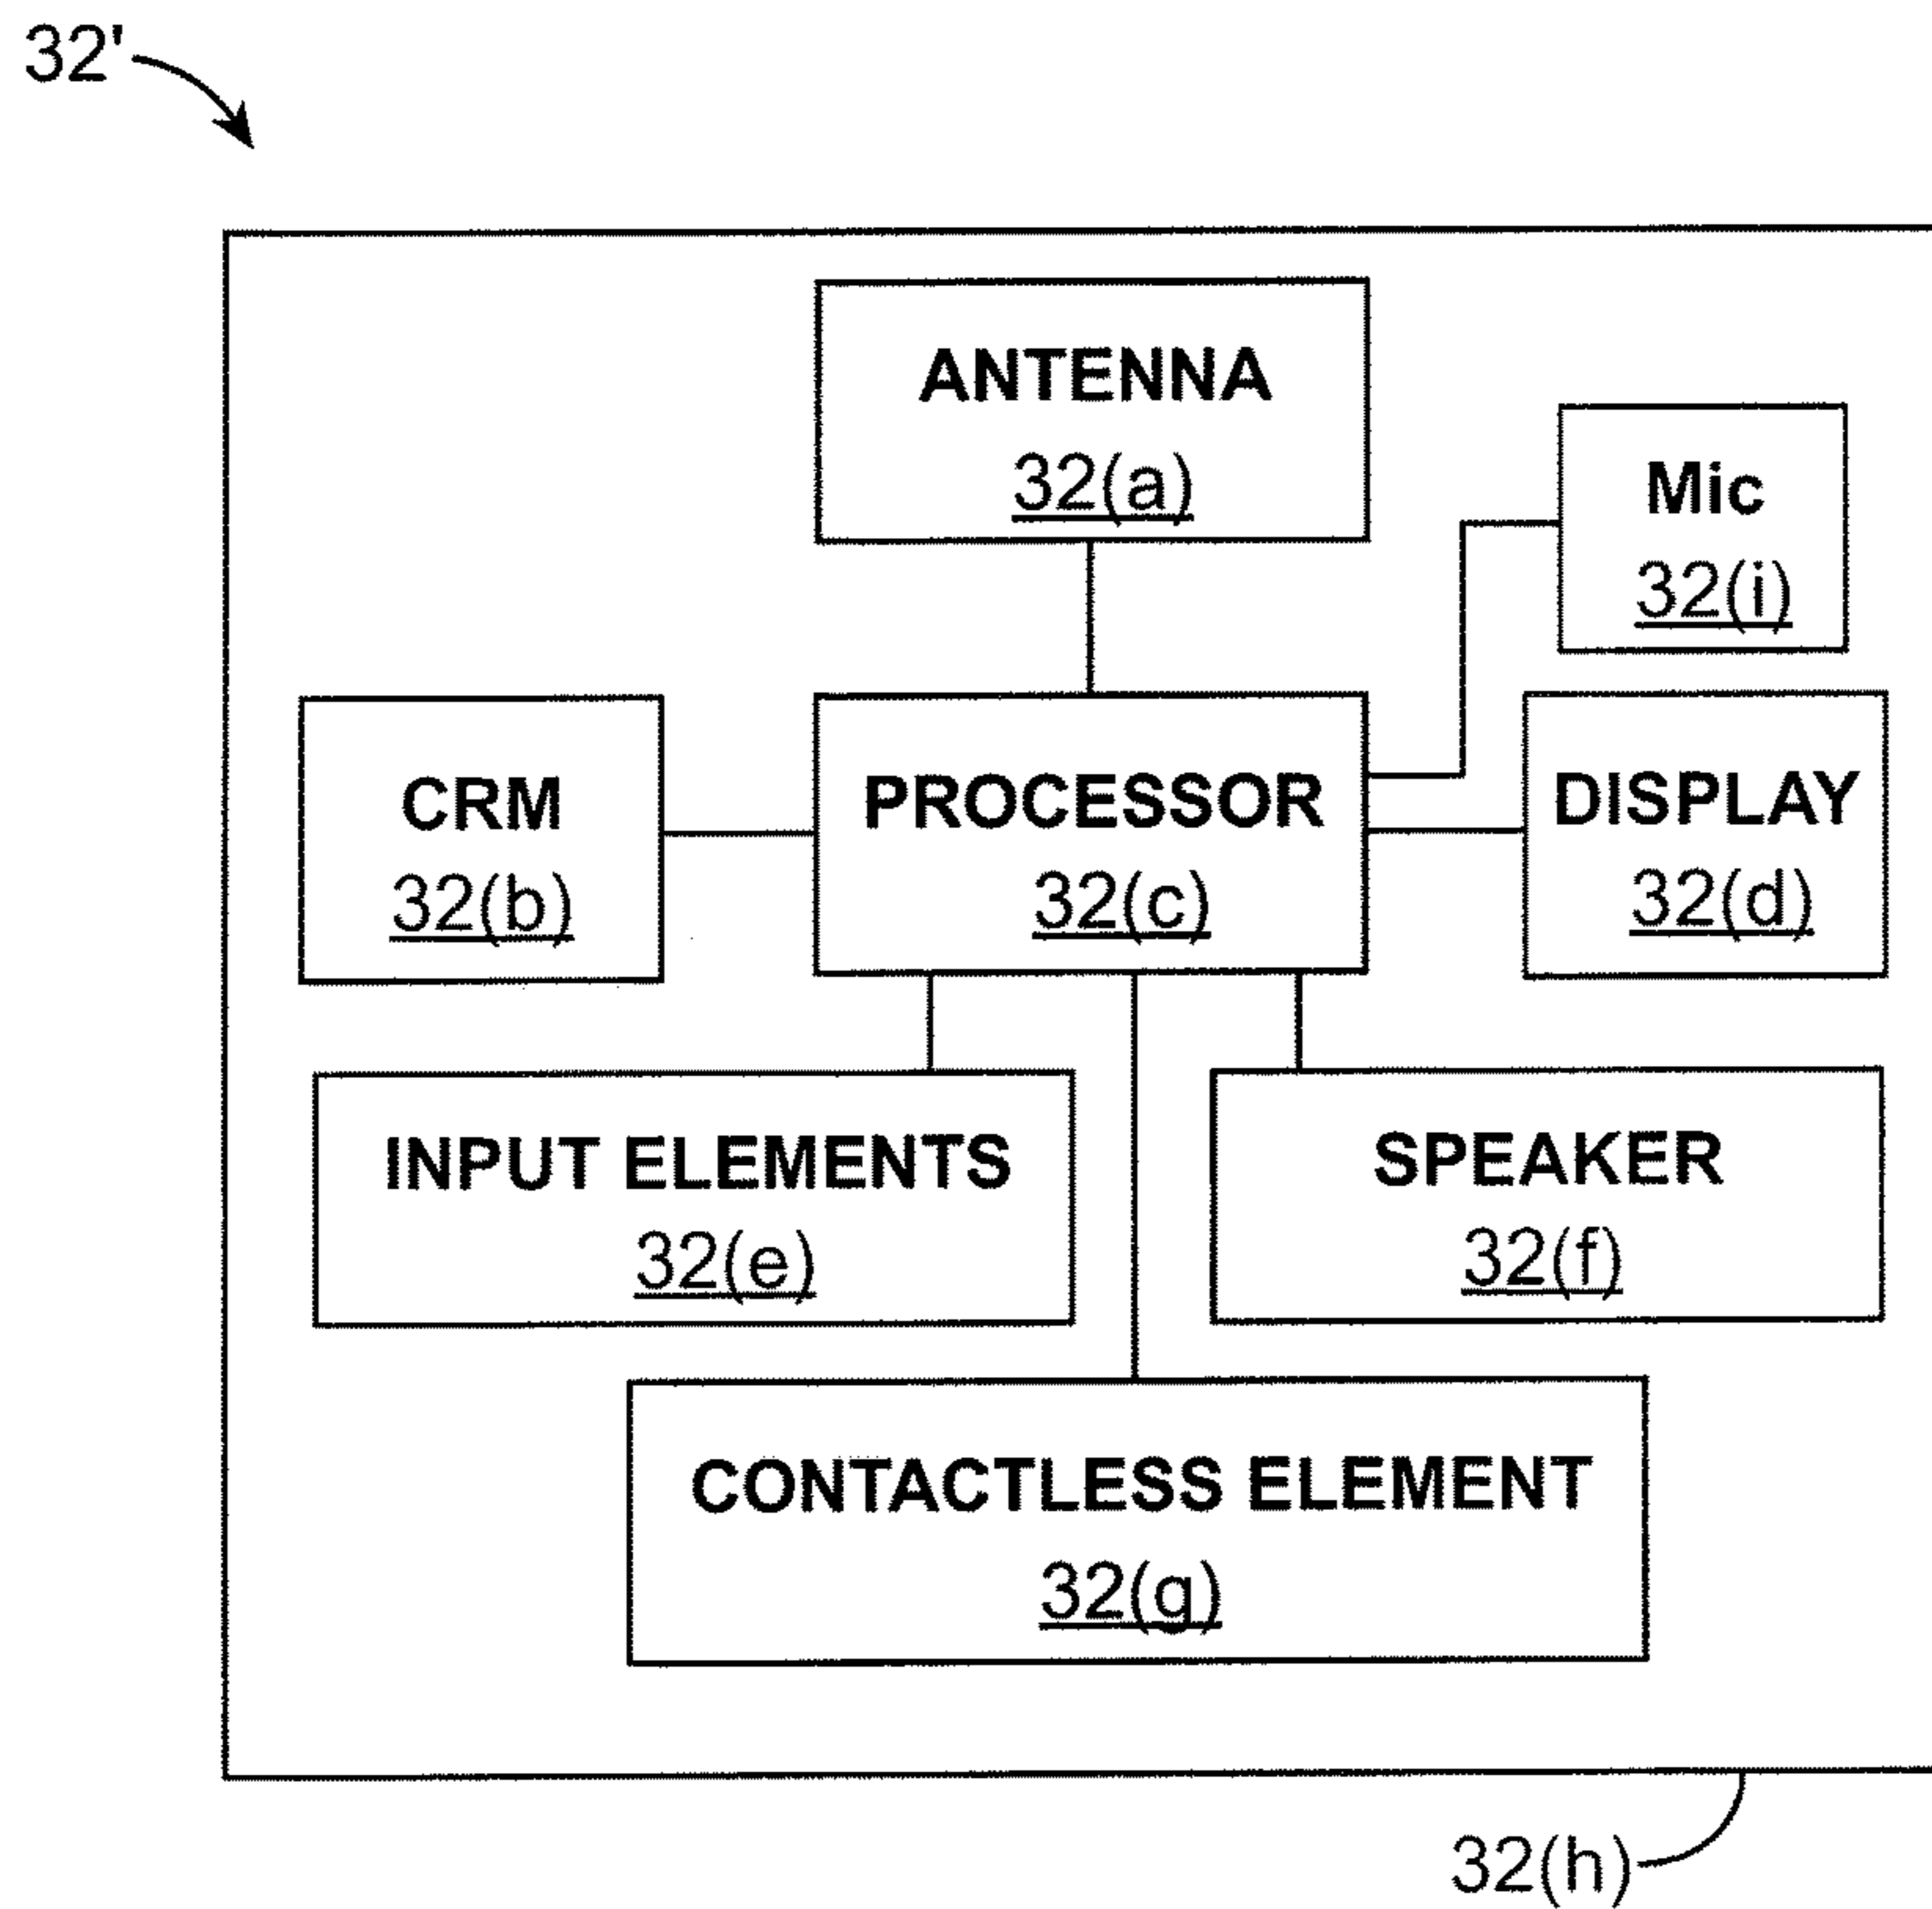 32'
ANTENNA
32(a)
Mic
32(i)
CRM
32(b)
PROCESSOR
32(c)
DISPLAY
32(d)
INPUT ELEMENTS
32(e)
SPEAKER
32(f)
CONTACTLESS ELEMENT
32(g)
32(h)